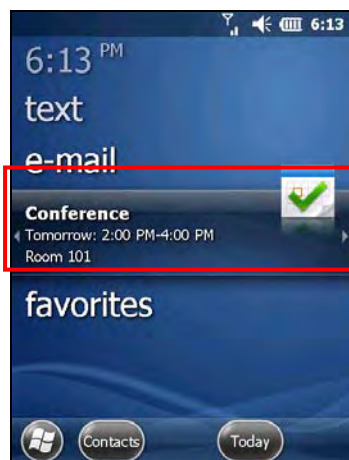 6:13
6:13 PM
text
e-mail
Conference
Tomorrow: 2:00 PM-4:00 PM
Room 101
favorites
Contacts
Today